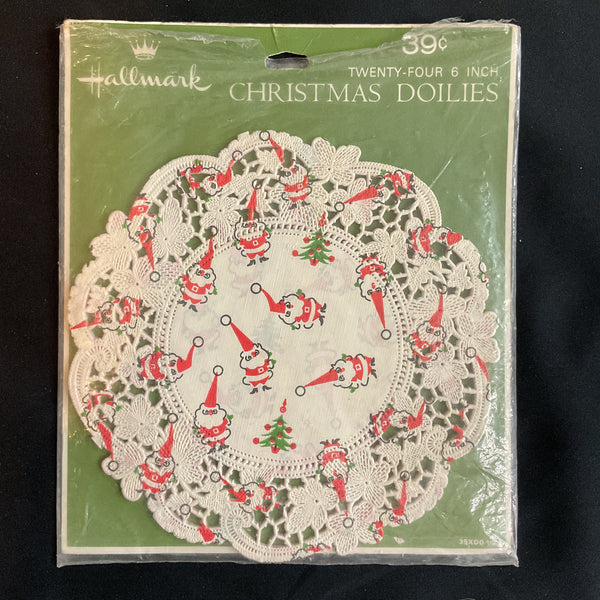 39¢
Hallmark
TWENTY-FOUR 6 INCH
CHRISTMAS DOILIES